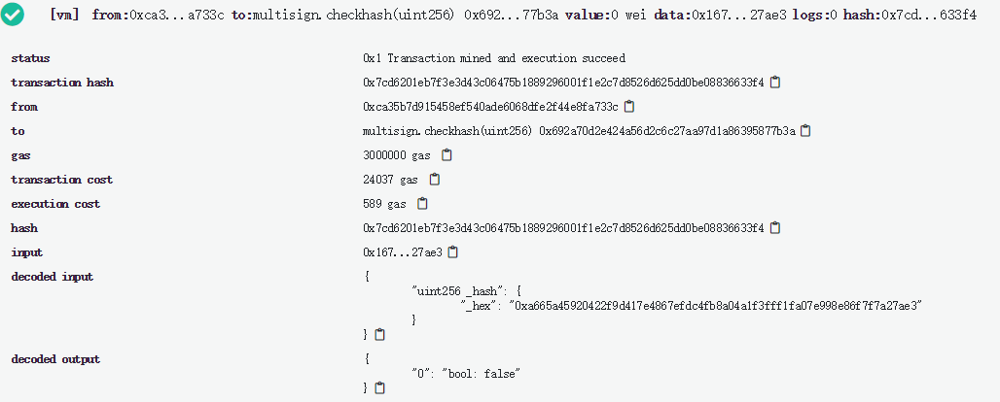 [vm] from:0xca3...a733c to:multisign.checkhash(uint256) 0x692...77b3a value:0 wei data:0x167...27ae3 logs:0 hash:0x7cd...633f4
status 0x1 Transaction mined and execution succeed
transaction hash 0x7cd6201eb7f3e3d43c06475b1889296001f1e2c7d8526d625dd0be08836633f4
from 0xca35b7d915458ef540ade6068dfe2f44e8fa733c
to multisign.checkhash(uint256) 0x692a70d2e424a56d2c6c27aa97d1a86395877b3a
gas 3000000 gas
transaction cost 24037 gas
execution cost 589 gas
hash 0x7cd6201eb7f3e3d43c06475b1889296001f1e2c7d8526d625dd0be08836633f4
input 0x167...27ae3
decoded input {
"uint256 _hash": {
"_hex": "0xa665a45920422f9d417e4867efdc4fb8a04a1f3fff1fa07e998e86f7f7a27ae3"
}
}
decoded output {
"0": "bool: false"
}